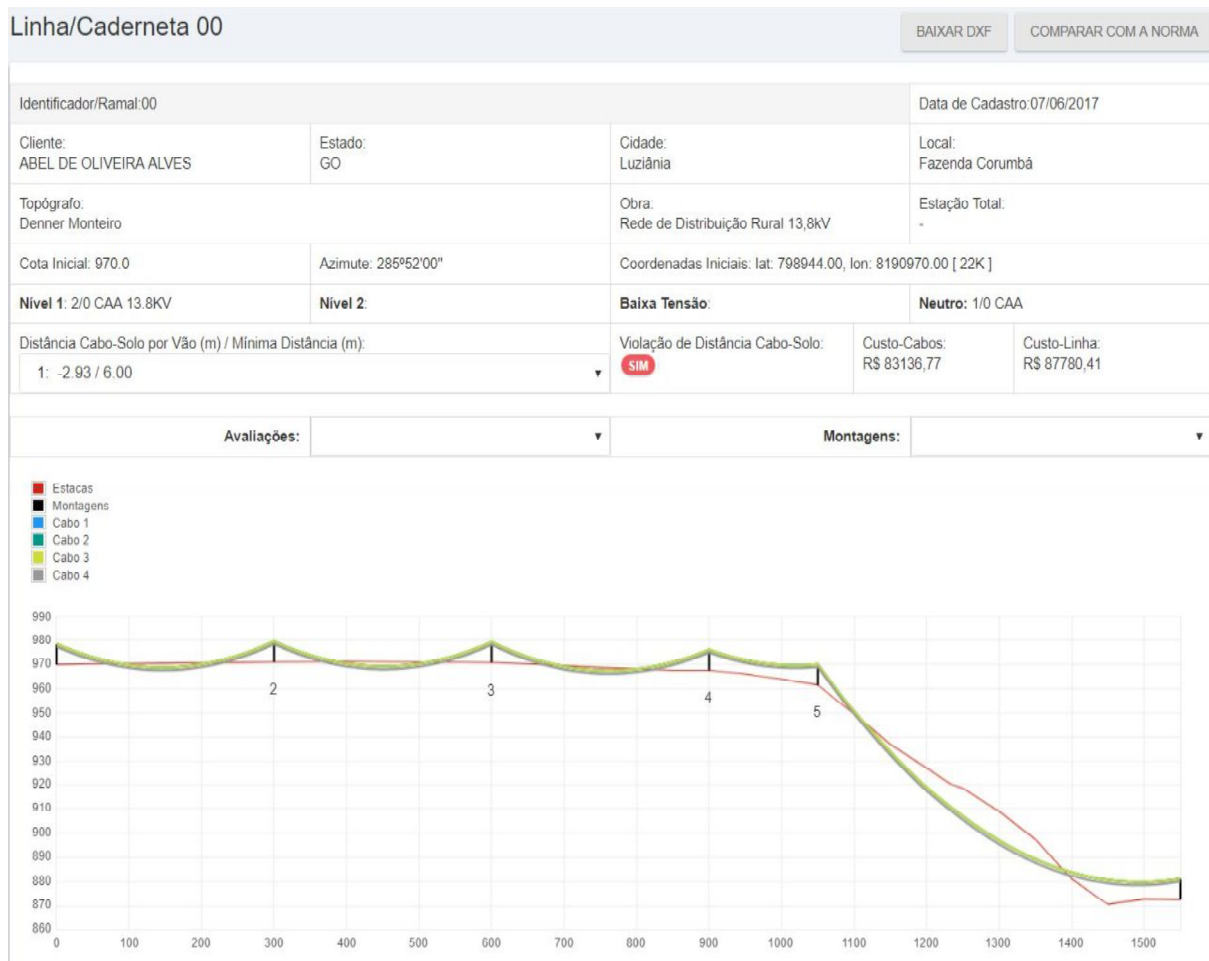 Linha/Caderneta 00
BAIXAR DXF
COMPARAR COM A NORMA
Identificador/Ramal:00
Data de Cadastro:07/06/2017
Cliente:
ABEL DE OLIVEIRA ALVES
Estado:
GO
Cidade:
Luziânia
Local:
Fazenda Corumbá
Topógrafo:
Denner Monteiro
Obra:
Rede de Distribuição Rural 13,8kV
Estação Total:
-
Cota Inicial: 970.0
Azimute: 285º52'00"
Coordenadas Iniciais: lat: 798944.00, lon: 8190970.00 [ 22K ]
Nível 1: 2/0 CAA 13.8KV
Nível 2:
Baixa Tensão:
Neutro: 1/0 CAA
Distância Cabo-Solo por Vão (m) / Mínima Distância (m):
1: -2.93 / 6.00
Violação de Distância Cabo-Solo:
SIM
Custo-Cabos:
R$ 83136,77
Custo-Linha:
R$ 87780,41
Avaliações:
Montagens:
Estacas
Montagens
Cabo 1
Cabo 2
Cabo 3
Cabo 4
990
980
970
960
950
940
930
920
910
900
890
880
870
860
2
3
4
5
0 100 200 300 400 500 600 700 800 900 1000 1100 1200 1300 1400 1500